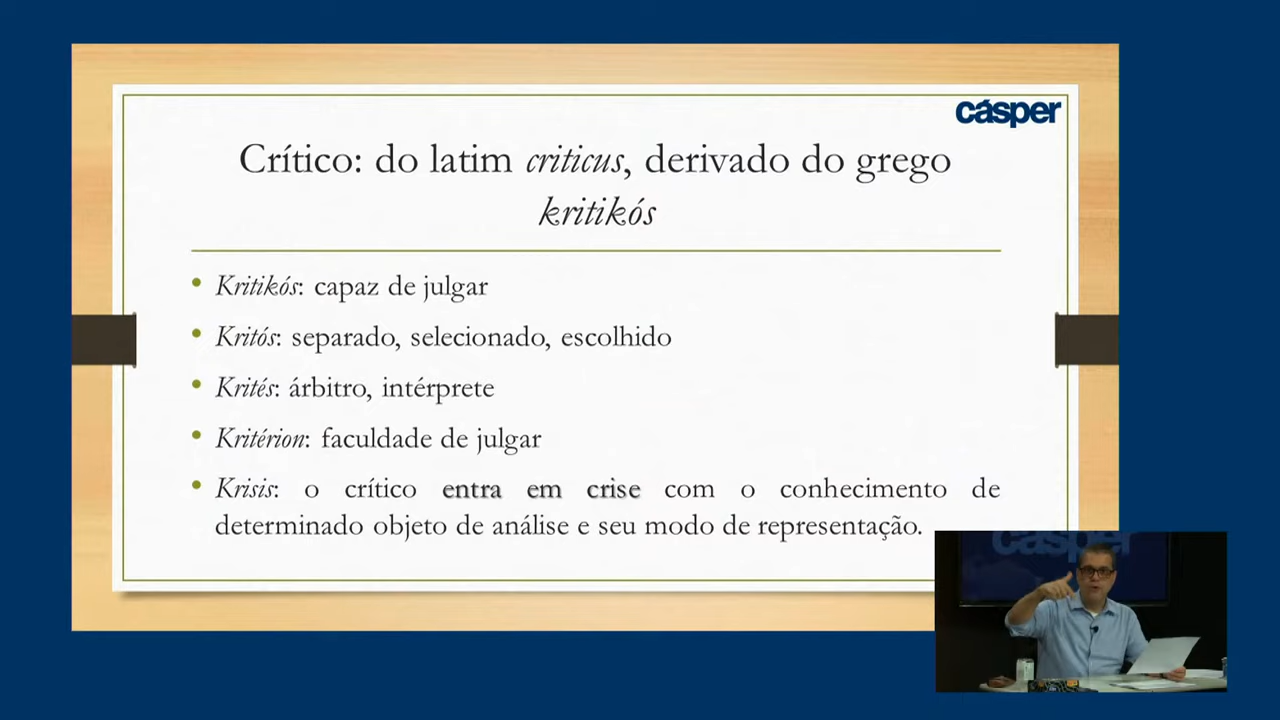 cásper
Crítico: do latim criticus, derivado do grego
kritikós
• Kritikós: capaz de julgar
• Kritós: separado, selecionado, escolhido
• Krités: árbitro, intérprete
• Kritérion: faculdade de julgar
• Krisis: o crítico entra em crise com o conhecimento de
determinado objeto de análise e seu modo de representação.
cásper